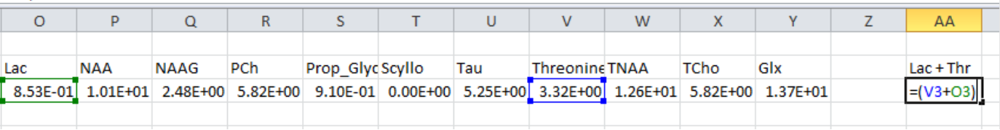 O P Q R S T U V W X Y Z AA
Lac NAA NAAG PCh Prop_Glyc Scyllo Tau Threonine TNAA TCho Glx Lac + Thr
8.53E-01 1.01E+01 2.48E+00 5.82E+00 9.10E-01 0.00E+00 5.25E+00 3.32E+00 1.26E+01 5.82E+00 1.37E+01 =(V3+O3)